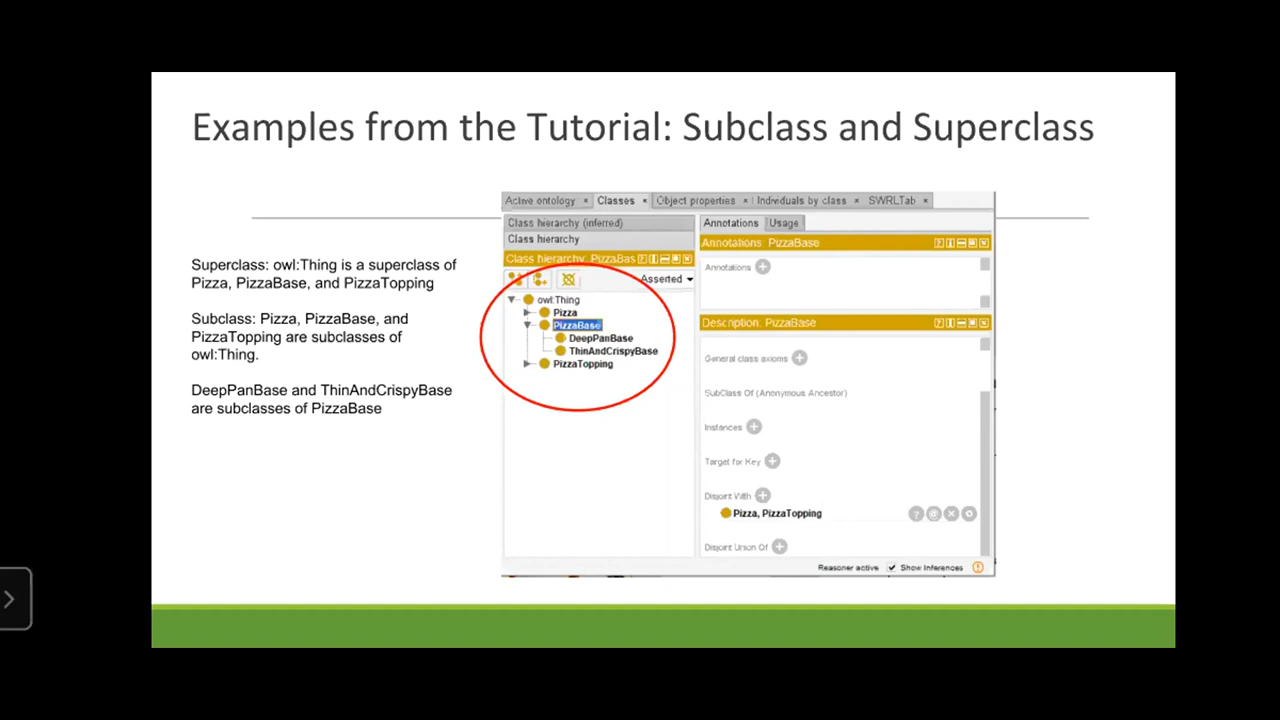 Examples from the Tutorial: Subclass and Superclass
Superclass: owl:Thing is a superclass of
Pizza, PizzaBase, and PizzaTopping
Subclass: Pizza, PizzaBase, and
PizzaTopping are subclasses of
owl:Thing.
DeepPanBase and ThinAndCrispyBase
are subclasses of PizzaBase
Active ontology × Classes × Object properties × Individuals by class × SWRLTab ×
Class hierarchy (inferred)
Class hierarchy
Class hierarchy: PizzaBas
Asserted
owl:Thing
Pizza
PizzaBase
DeepPanBase
ThinAndCrispyBase
PizzaTopping
Annotations Usage
Annotations: PizzaBase
Annotations
Description: PizzaBase
General class axioms
SubClass Of (Anonymous Ancestor)
Instances
Target for Key
Disjoint With
Pizza, PizzaTopping
Disjoint Union Of
Reasoner active Show Inferences